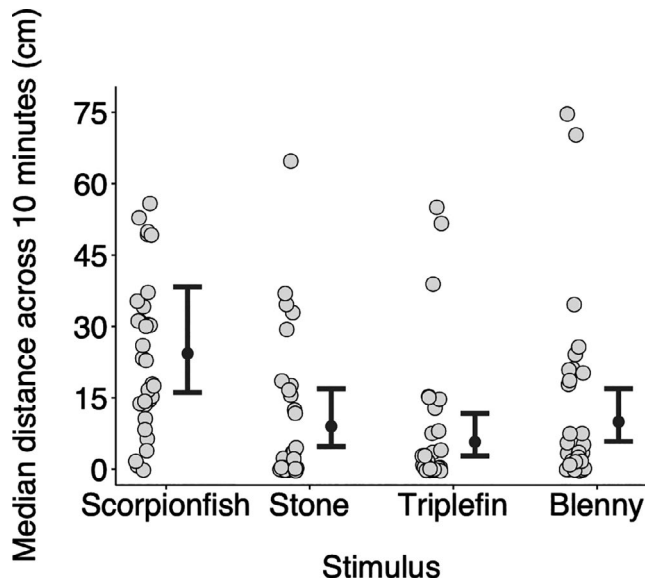 Median distance across 10 minutes (cm)
75
60
45
30
15
0
Scorpionfish Stone Triplefin Blenny
Stimulus